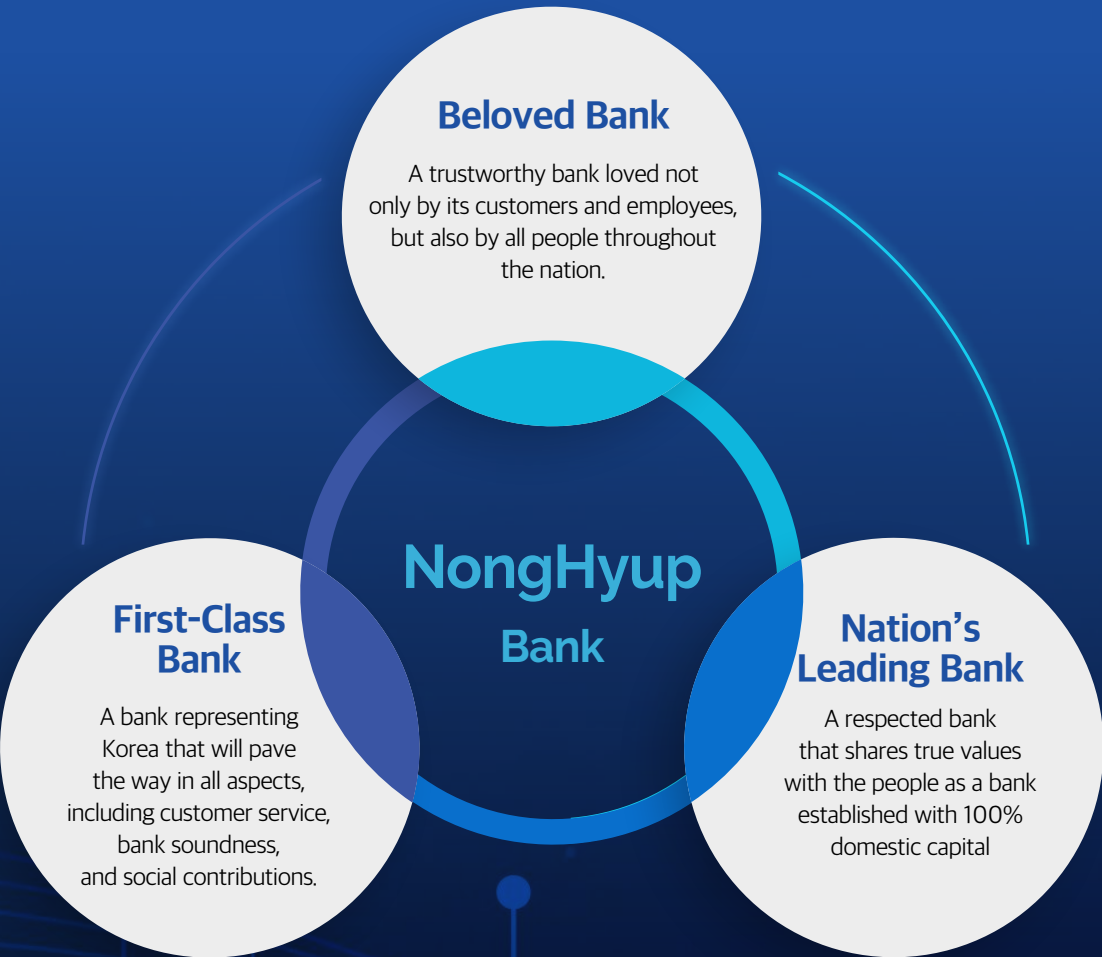 Beloved Bank
A trustworthy bank loved not
only by its customers and employees,
but also by all people throughout
the nation.
NongHyup
Bank
First-Class
Bank
A bank representing
Korea that will pave
the way in all aspects,
including customer service,
bank soundness,
and social contributions.
Nation’s
Leading Bank
A respected bank
that shares true values
with the people as a bank
established with 100%
domestic capital